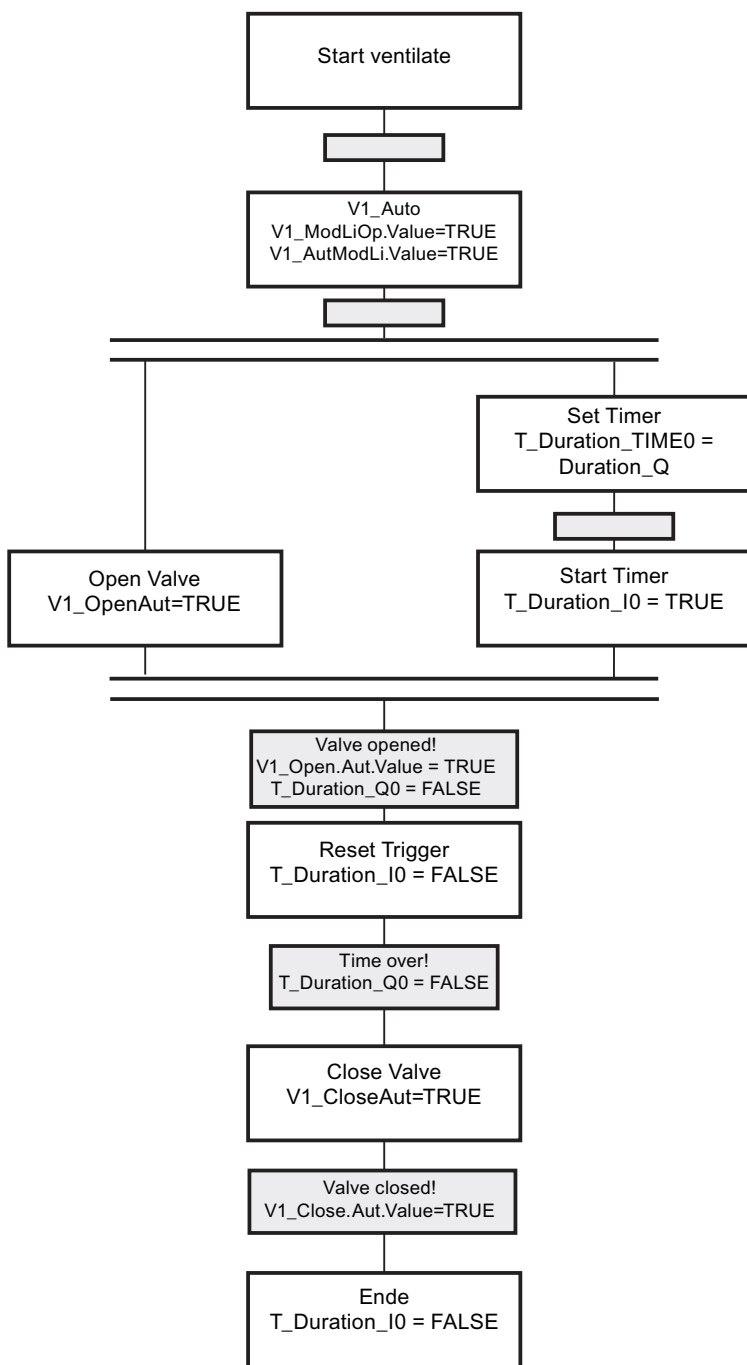 Start ventilate
V1_Auto
V1_ModLiOp.Value=TRUE
V1_AutModLi.Value=TRUE
Set Timer
T_Duration_TIME0 =
Duration_Q
Open Valve
V1_OpenAut=TRUE
Start Timer
T_Duration_I0 = TRUE
Valve opened!
V1_Open.Aut.Value = TRUE
T_Duration_Q0 = FALSE
Reset Trigger
T_Duration_I0 = FALSE
Time over!
T_Duration_Q0 = FALSE
Close Valve
V1_CloseAut=TRUE
Valve closed!
V1_Close.Aut.Value=TRUE
Ende
T_Duration_I0 = FALSE